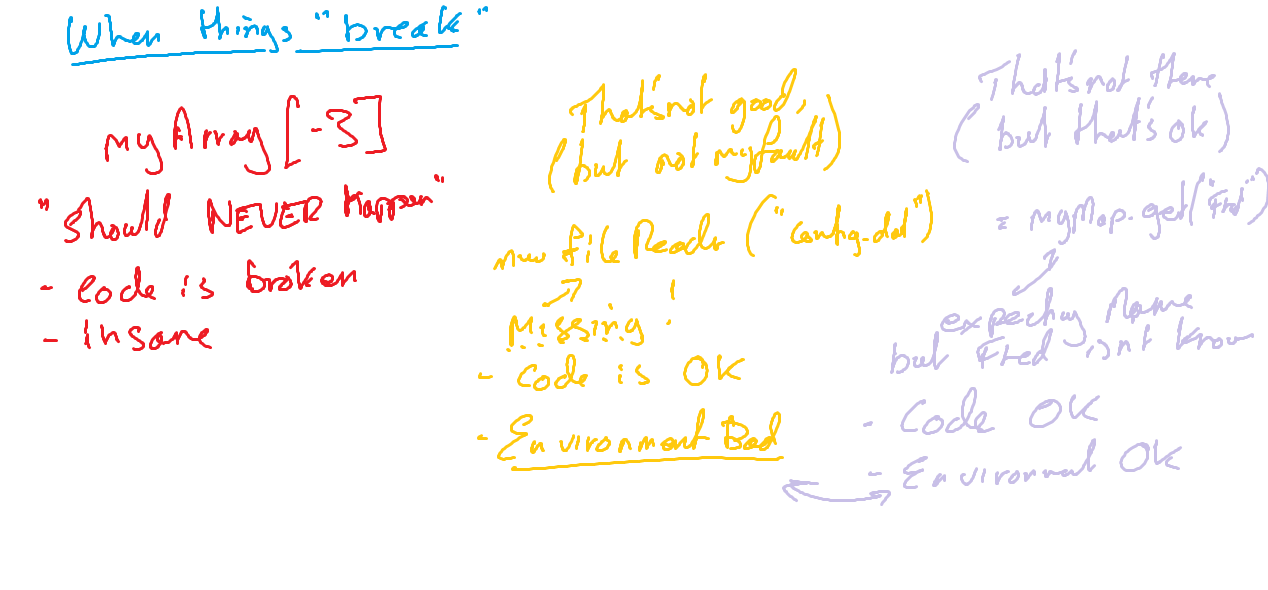 When things "break"
myArray[-3]
"Should NEVER happen"
- Code is broken
- Insane
That's not good,
(but not my fault)
new FileReader("config.dat")
Missing!
- Code is OK
- Environment Bad
That's not there
(but that's ok)
= myMap.get("Fred")
expecting Name
but Fred isn't know
- Code OK
- Environment OK